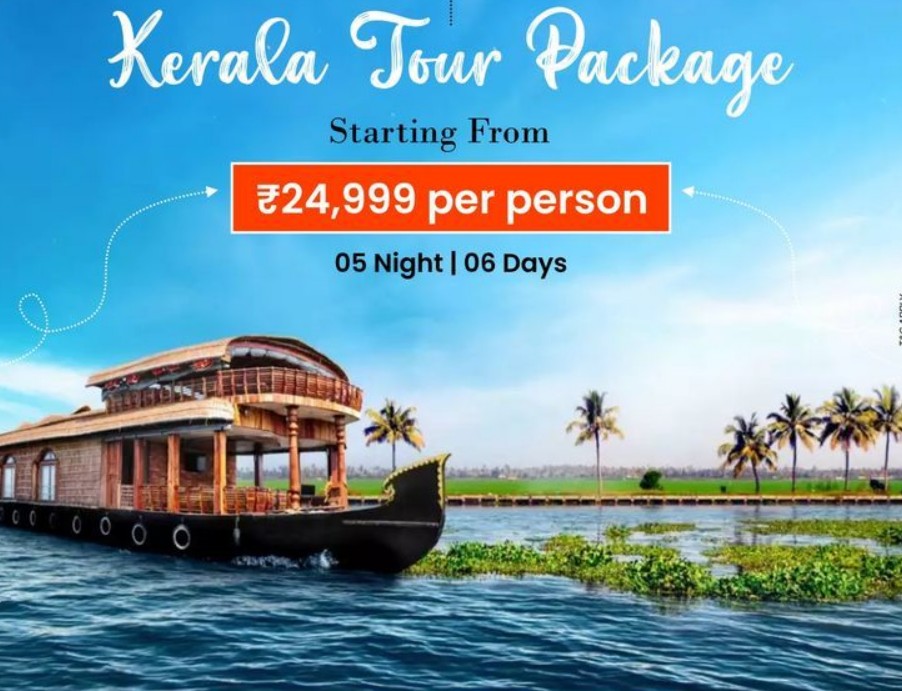 Kerala Tour Package
Starting From
₹24,999 per person
05 Night | 06 Days